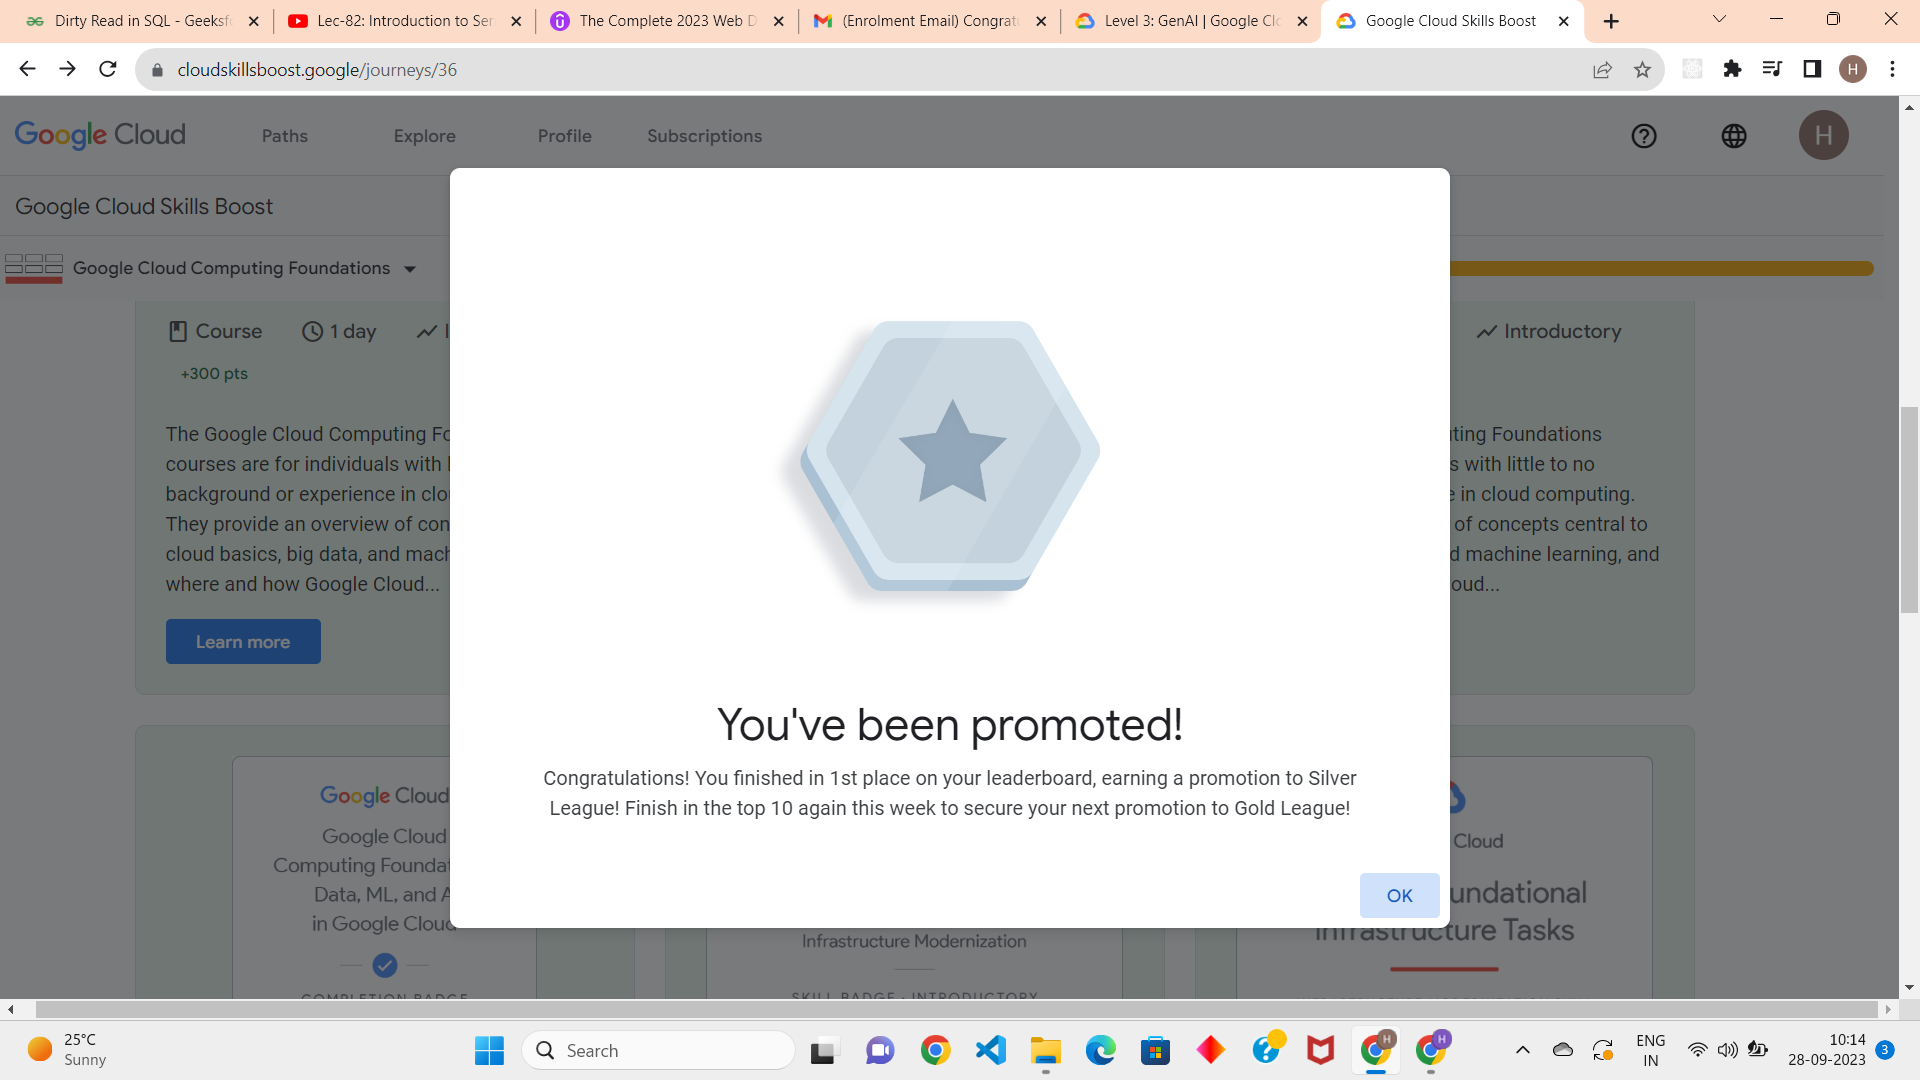 Dirty Read in SQL - Geeksf
Lec-82: Introduction to Ser
The Complete 2023 Web D
(Enrolment Email) Congrat
Level 3: GenAI | Google Clo
Google Cloud Skills Boost
cloudskillsboost.google/journeys/36
H
Google Cloud
Paths
Explore
Profile
Subscriptions
H
Google Cloud Skills Boost
Google Cloud Computing Foundations
Course
1 day
Introductory
+300 pts
The Google Cloud Computing Fo
courses are for individuals with
background or experience in clo
They provide an overview of con
cloud basics, big data, and mach
where and how Google Cloud...
Learn more
ting Foundations
s with little to no
e in cloud computing.
of concepts central to
d machine learning, and
oud...
You've been promoted!
Congratulations! You finished in 1st place on your leaderboard, earning a promotion to Silver
League! Finish in the top 10 again this week to secure your next promotion to Gold League!
OK
Google Cloud
Google Cloud
Computing Foundat
Data, ML, and A
in Google Cloud
COMPLETION BADGE
Infrastructure Modernization
SKILL BADGE · INTRODUCTORY
Cloud
undational
Infrastructure Tasks
25°C
Sunny
Search
H
H
ENG
IN
10:14
28-09-2023
3